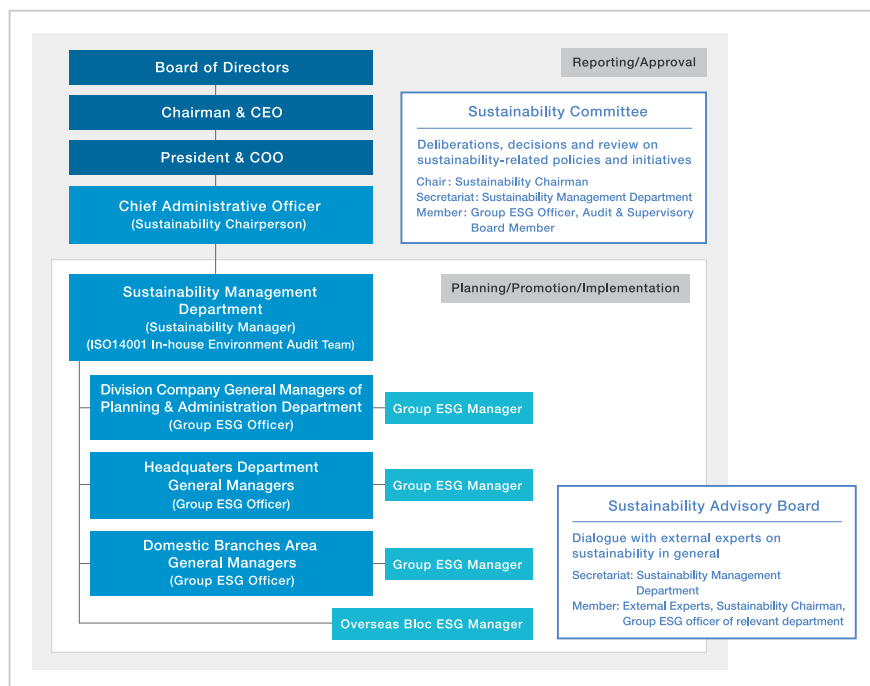 Board of Directors
Reporting/Approval
Chairman & CEO
President & COO
Chief Administrative Officer
(Sustainability Chairperson)
Sustainability Committee
Deliberations, decisions and review on
sustainability-related policies and initiatives
Chair : Sustainability Chairman
Secretariat : Sustainability Management Department
Member : Group ESG Officer, Audit & Supervisory
Board Member
Planning/Promotion/Implementation
Sustainability Management
Department
(Sustainability Manager)
(ISO14001 In-house Environment Audit Team)
Division Company General Managers of
Planning & Administration Department
(Group ESG Officer)
Group ESG Manager
Headquaters Department
General Managers
(Group ESG Officer)
Group ESG Manager
Domestic Branches Area
General Managers
(Group ESG Officer)
Group ESG Manager
Overseas Bloc ESG Manager
Sustainability Advisory Board
Dialogue with external experts on
sustainability in general
Secretariat: Sustainability Management
Department
Member: External Experts, Sustainability Chairman,
Group ESG officer of relevant department